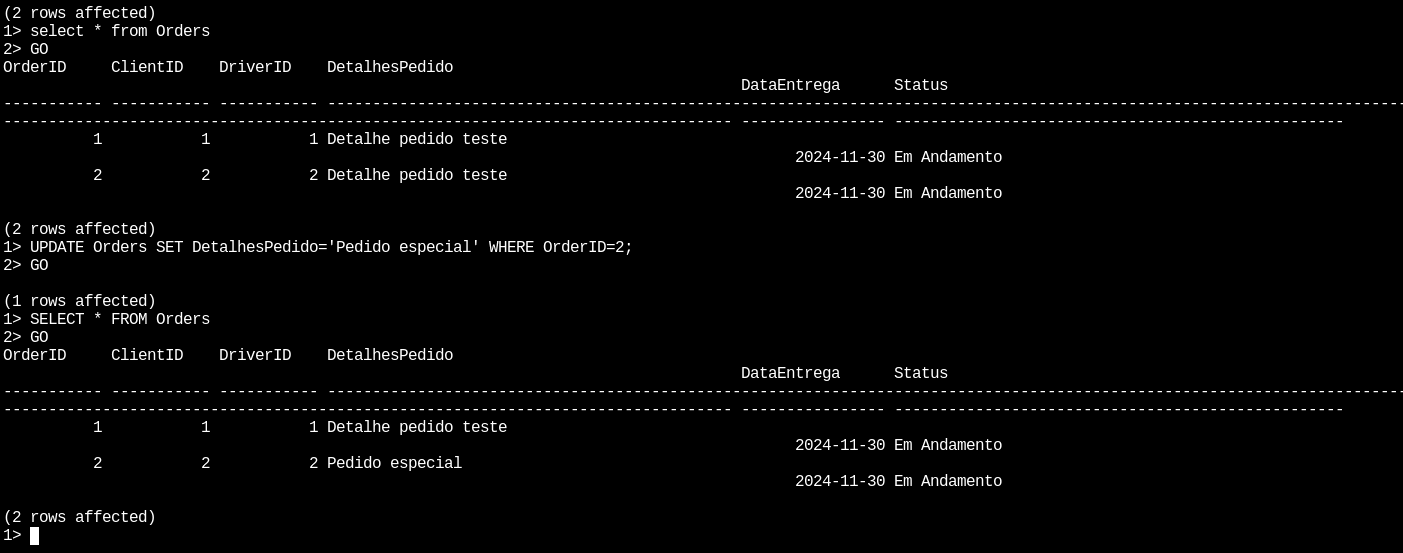 (2 rows affected)
1> select * from Orders
2> GO
OrderID     ClientID    DriverID    DetalhesPedido
                                                                                  DataEntrega      Status
----------- ----------- ----------- ------------------------------------------------------------------------------------------------------------------------
--------------------------------------------------------------------------------- ---------------- --------------------------------------------------
          1           1           1 Detalhe pedido teste
                                                                                        2024-11-30 Em Andamento
          2           2           2 Detalhe pedido teste
                                                                                        2024-11-30 Em Andamento

(2 rows affected)
1> UPDATE Orders SET DetalhesPedido='Pedido especial' WHERE OrderID=2;
2> GO

(1 rows affected)
1> SELECT * FROM Orders
2> GO
OrderID     ClientID    DriverID    DetalhesPedido
                                                                                  DataEntrega      Status
----------- ----------- ----------- ------------------------------------------------------------------------------------------------------------------------
--------------------------------------------------------------------------------- ---------------- --------------------------------------------------
          1           1           1 Detalhe pedido teste
                                                                                        2024-11-30 Em Andamento
          2           2           2 Pedido especial
                                                                                        2024-11-30 Em Andamento

(2 rows affected)
1>